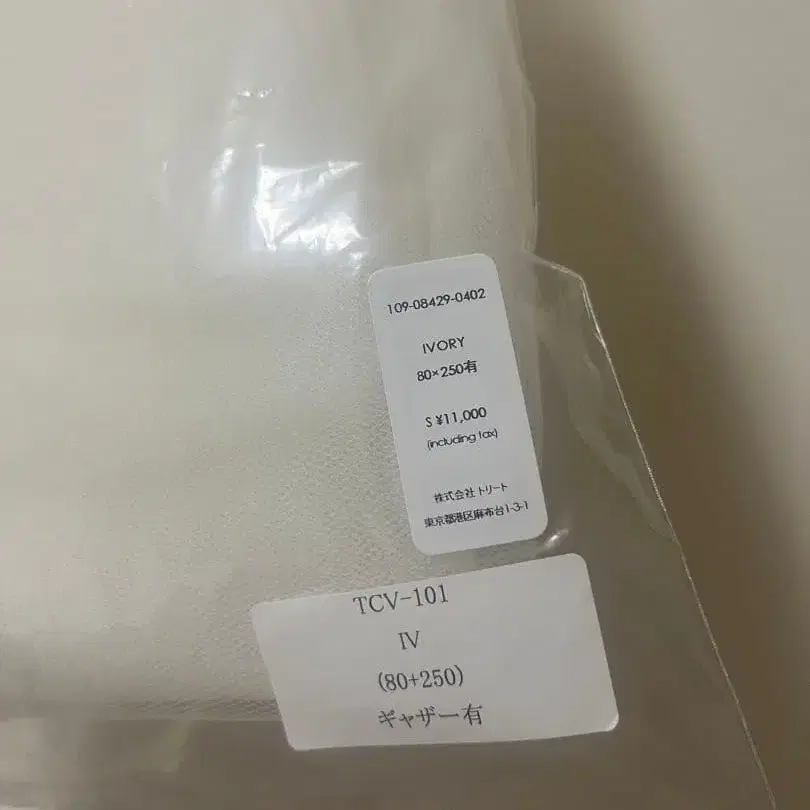 109-08429-0402
IVORY
80×250有
S ¥11,000
(including tax)
株式会社トリート
東京都港区麻布台1-3-1
TCV-101
IV
(80+250)
ギャザー有